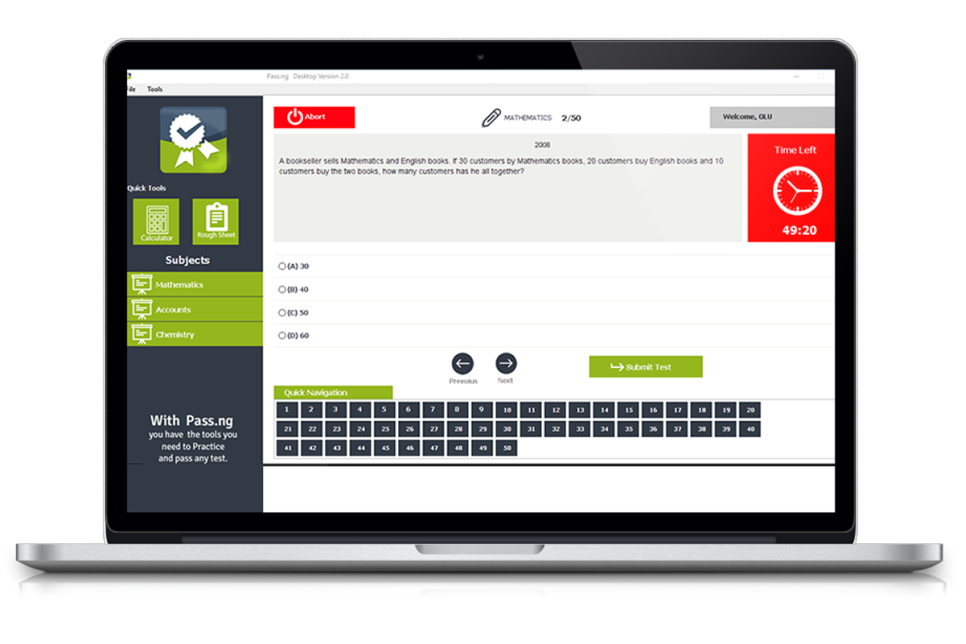 Pass.ng Desktop Version 2.0
File Tools
Abort
MATHEMATICS 2/50
Welcome, OLU
2008
A bookseller sells Mathematics and English books. If 30 customers by Mathematics books, 20 customers buy English books and 10
customers buy the two books, how many customers has he all together?
Time Left
49:20
Quick Tools
Calculator
Rough Sheet
Subjects
Mathematics
Accounts
Chemistry
(A) 30
(B) 40
(C) 50
(D) 60
Prevoius
Next
Submit Test
Quick Navigation
1 2 3 4 5 6 7 8 9 10 11 12 13 14 15 16 17 18 19 20
21 22 23 24 25 26 27 28 29 30 31 32 33 34 35 36 37 38 39 40
41 42 43 44 45 46 47 48 49 50
With Pass.ng
you have the tools you
need to Practice
and pass any test.